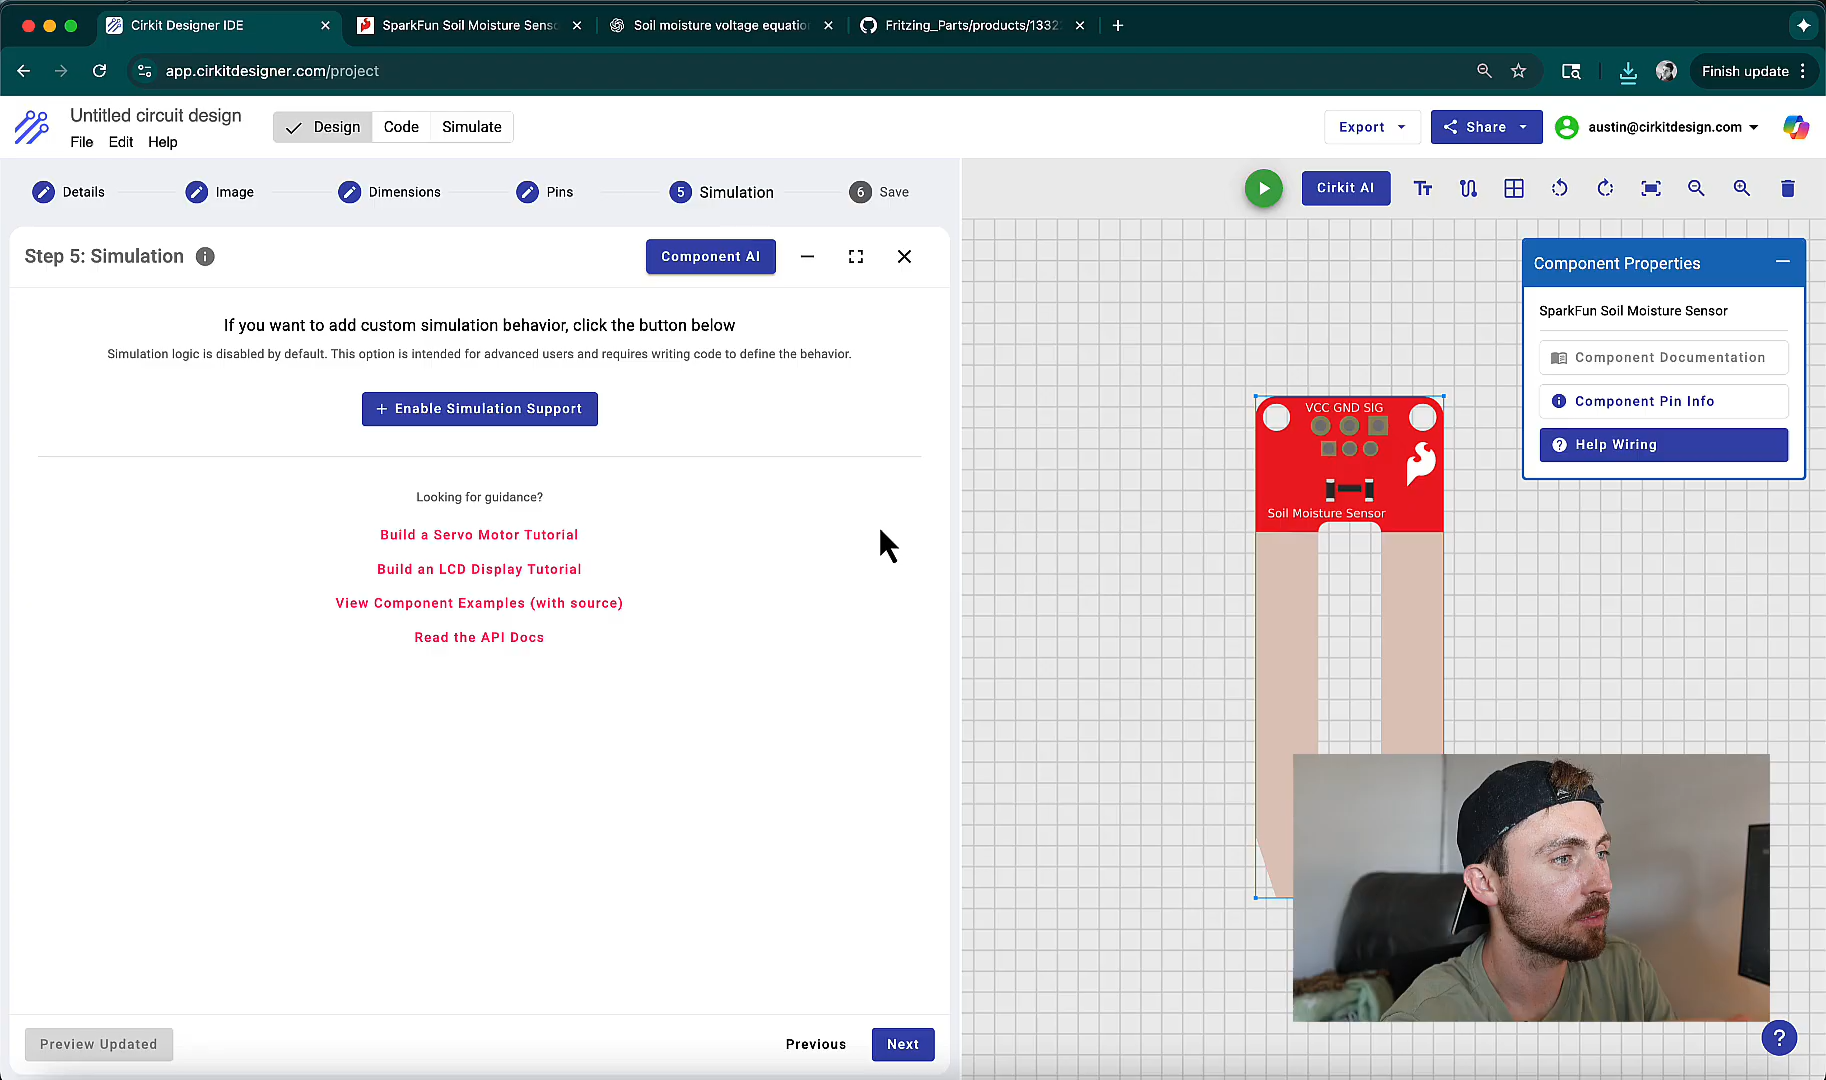 Cirkit Designer IDE
SparkFun Soil Moisture Senso
Soil moisture voltage equation
Fritzing_Parts/products/1332
app.cirkitdesigner.com/project
Finish update
Untitled circuit design
File Edit Help
Design Code Simulate
Export
Share
austin@cirkitdesign.com
Details
Image
Dimensions
Pins
5 Simulation
6 Save
Cirkit AI
Step 5: Simulation
Component AI
If you want to add custom simulation behavior, click the button below
Simulation logic is disabled by default. This option is intended for advanced users and requires writing code to define the behavior.
+ Enable Simulation Support
Looking for guidance?
Build a Servo Motor Tutorial
Build an LCD Display Tutorial
View Component Examples (with source)
Read the API Docs
Preview Updated
Previous
Next
Component Properties
SparkFun Soil Moisture Sensor
Component Documentation
Component Pin Info
Help Wiring
VCC GND SIG
Soil Moisture Sensor
?